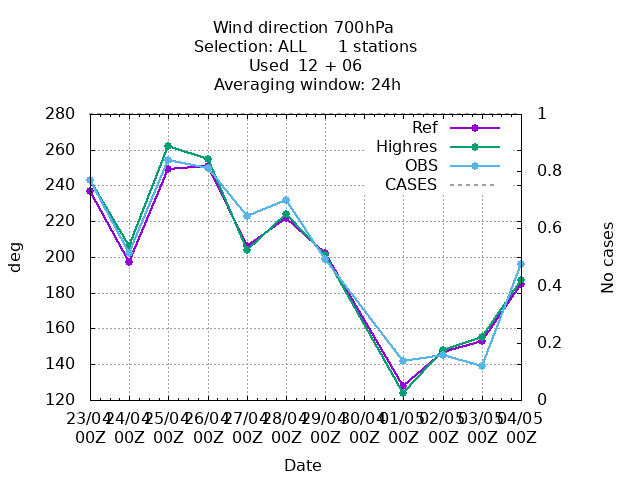 Wind direction 700hPa
Selection: ALL 1 stations
Used 12 + 06
Averaging window: 24h
280 1
260
240
220
200
180
160
140
120
0.8
0.6
0.4
0.2
0
Ref
Highres
OBS
CASES
deg
No cases
23/04 24/04 25/04 26/04 27/04 28/04 29/04 30/04 01/05 02/05 03/05 04/05
00Z 00Z 00Z 00Z 00Z 00Z 00Z 00Z 00Z 00Z 00Z 00Z
Date